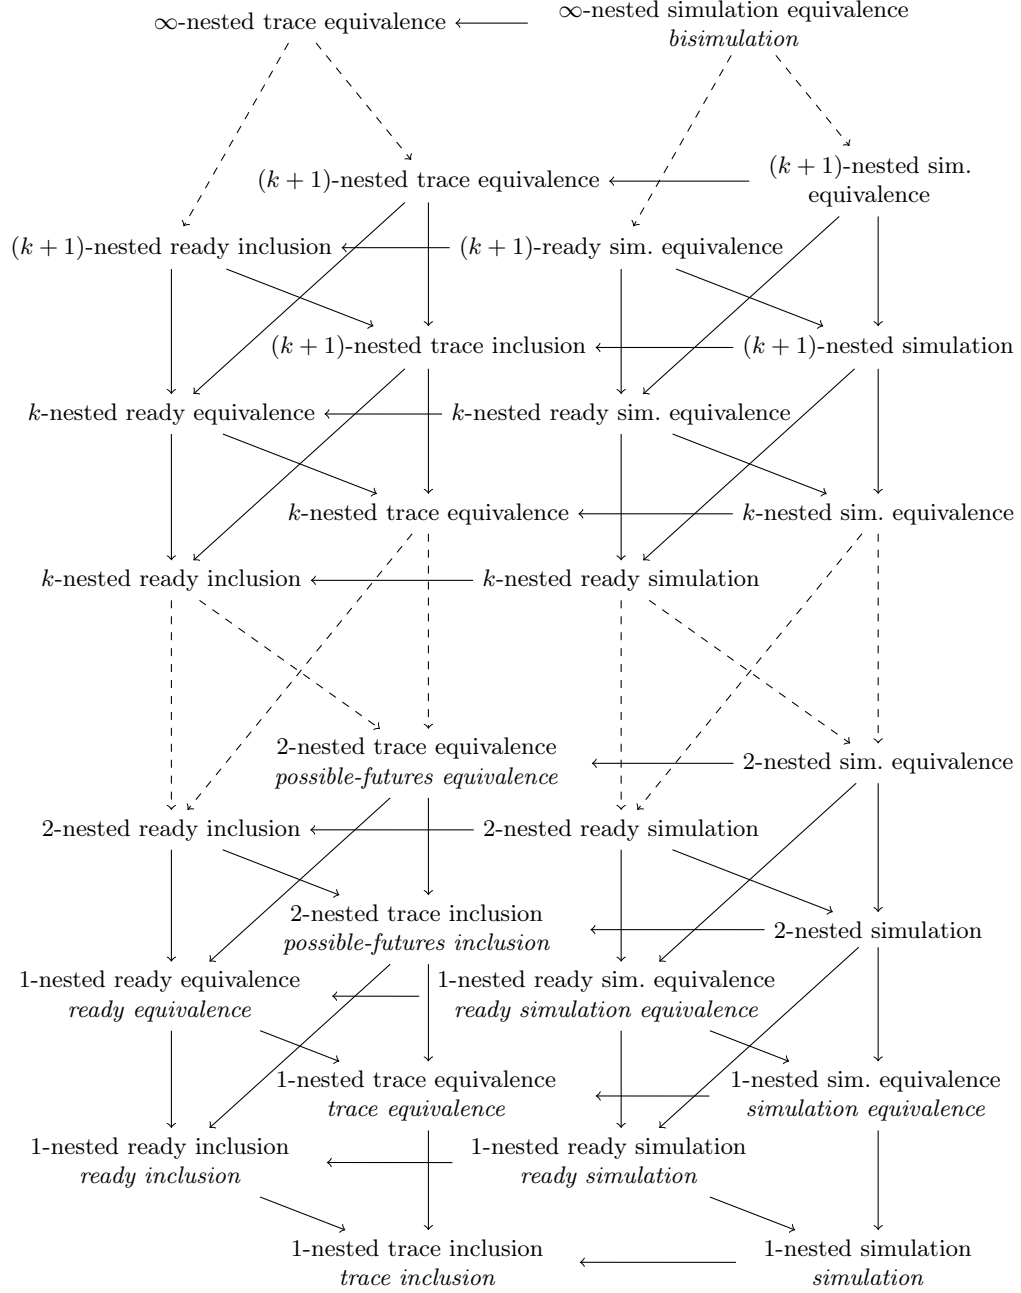 ∞-nested trace equivalence
∞-nested simulation equivalence
bisimulation
(k + 1)-nested trace equivalence
(k + 1)-nested sim.
equivalence
(k + 1)-nested ready inclusion
(k + 1)-ready sim. equivalence
(k + 1)-nested trace inclusion
(k + 1)-nested simulation
k-nested ready equivalence
k-nested ready sim. equivalence
k-nested trace equivalence
k-nested sim. equivalence
k-nested ready inclusion
k-nested ready simulation
2-nested trace equivalence
possible-futures equivalence
2-nested sim. equivalence
2-nested ready inclusion
2-nested ready simulation
2-nested trace inclusion
possible-futures inclusion
2-nested simulation
1-nested ready equivalence
ready equivalence
1-nested ready sim. equivalence
ready simulation equivalence
1-nested trace equivalence
trace equivalence
1-nested sim. equivalence
simulation equivalence
1-nested ready inclusion
ready inclusion
1-nested ready simulation
ready simulation
1-nested trace inclusion
trace inclusion
1-nested simulation
simulation